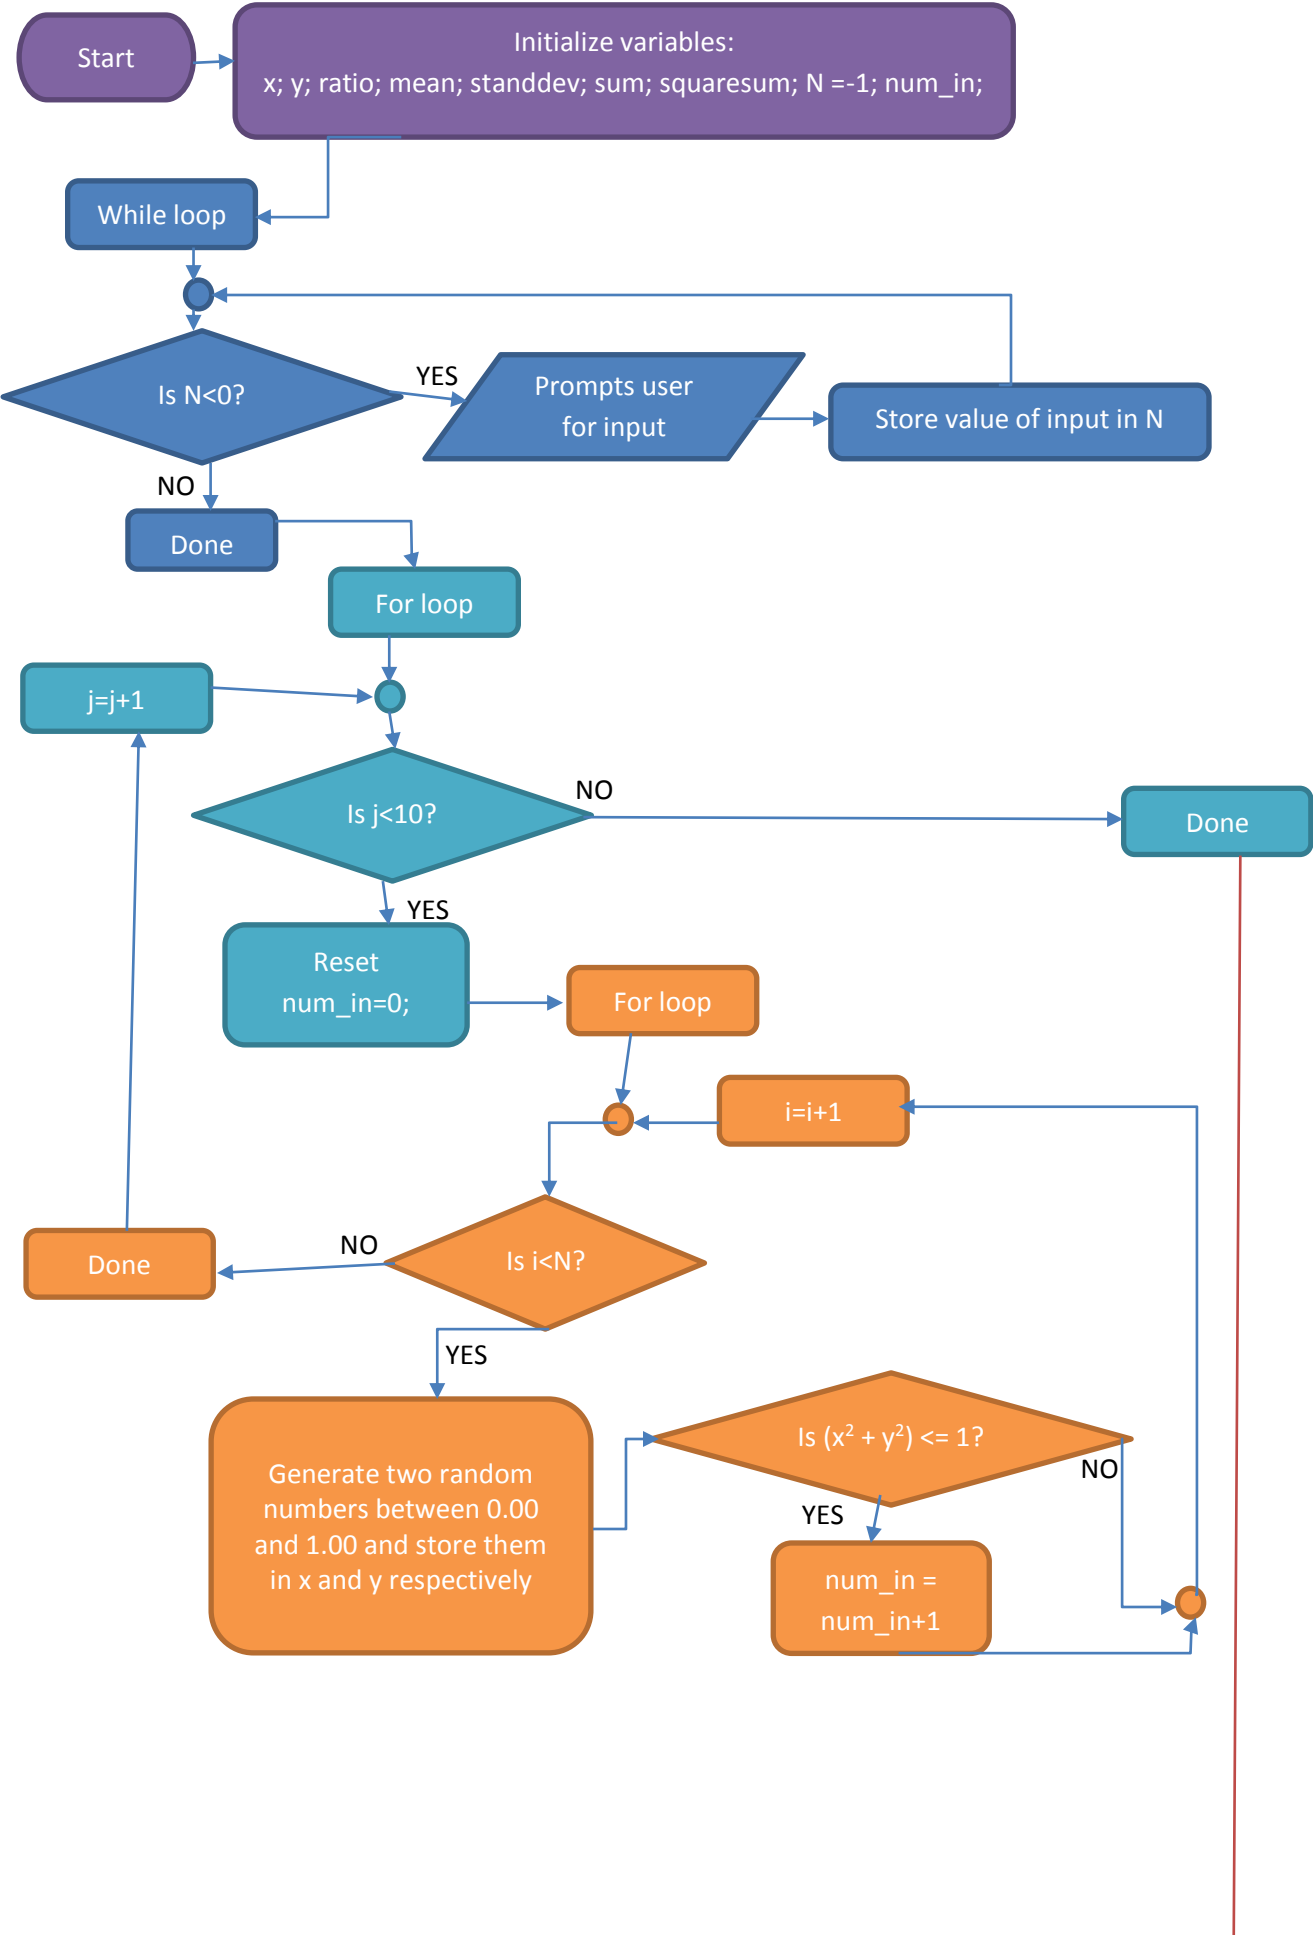 Start
Initialize variables:
x; y; ratio; mean; standdev; sum; squaresum; N =-1; num_in;
While loop
Is N<0?
YES
Prompts user
for input
Store value of input in N
NO
Done
For loop
j=j+1
Is j<10?
NO
Done
YES
Reset
num_in=0;
For loop
i=i+1
Is i<N?
NO
Done
YES
Generate two random
numbers between 0.00
and 1.00 and store them
in x and y respectively
Is (x² + y²) <= 1?
NO
YES
num_in =
num_in+1